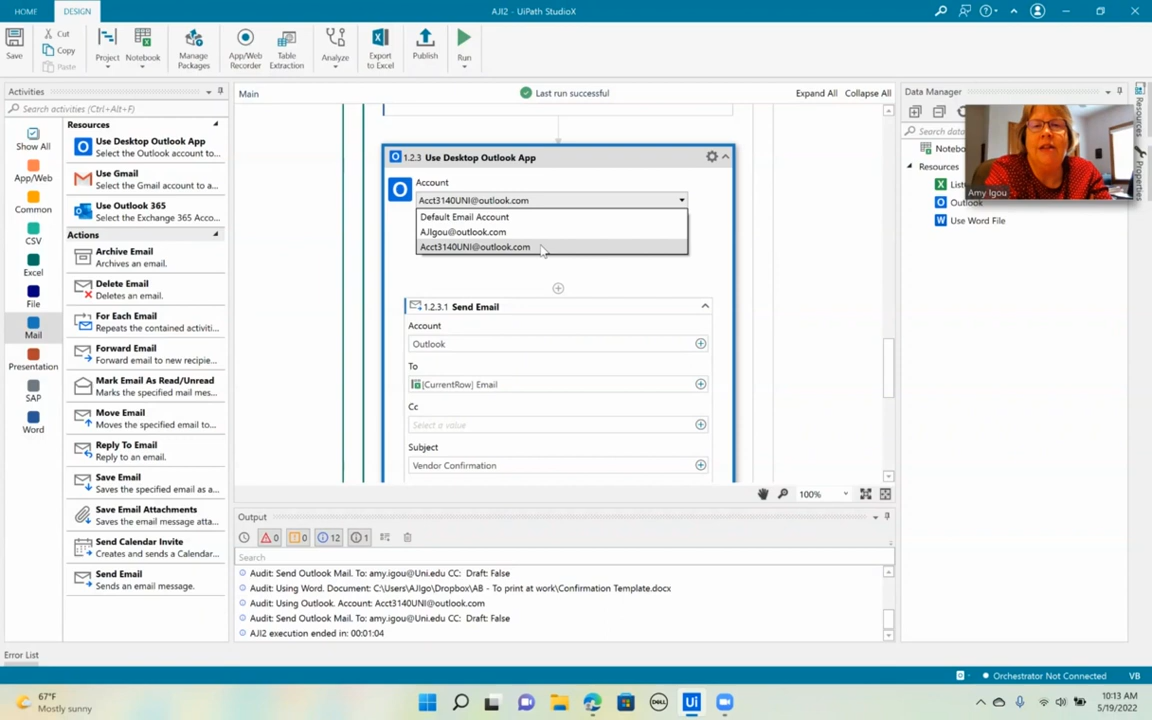 HOME
DESIGN
AJI2 - UiPath StudioX
Save
Cut
Copy
Paste
Project
Notebook
Manage
Packages
App/Web
Recorder
Table
Extraction
Analyze
Export
to Excel
Publish
Run
Activities
Search activities (Ctrl+Alt+F)
Show All
App/Web
Common
CSV
Excel
File
Mail
Presentation
SAP
Word
Resources
Use Desktop Outlook App
Select the Outlook account to...
Use Gmail
Select the Gmail account to a...
Use Outlook 365
Select the Exchange 365 Acco...
Actions
Archive Email
Archives an email.
Delete Email
Deletes an email.
For Each Email
Repeats the contained activiti...
Forward Email
Forward email to new recipie...
Mark Email As Read/Unread
Marks the specified mail mes...
Move Email
Moves the specified email to...
Reply To Email
Reply to an email.
Save Email
Saves the specified email as a...
Save Email Attachments
Saves the email message atta...
Send Calendar Invite
Creates and sends a Calendar...
Send Email
Sends an email message.
Main
Last run successful
Expand All
Collapse All
1.2.3 Use Desktop Outlook App
Account
Acct3140UNI@outlook.com
Default Email Account
AJIgou@outlook.com
Acct3140UNI@outlook.com
1.2.3.1 Send Email
Account
Outlook
To
[CurrentRow] Email
Cc
Select a value
Subject
Vendor Confirmation
100%
Output
0
0
12
1
Search
Audit: Send Outlook Mail. To: amy.igou@Uni.edu CC: Draft: False
Audit: Using Word. Document: C:\Users\AJIgo\Dropbox\AB - To print at work\Confirmation Template.docx
Audit: Using Outlook. Account: Acct3140UNI@outlook.com
Audit: Send Outlook Mail. To: amy.igou@Uni.edu CC: Draft: False
AJI2 execution ended in: 00:01:04
Data Manager
Search data
Notebo
Resources
List
Outlook
Use Word File
Amy Igou
Resources
Properties
Error List
Orchestrator Not Connected
VB
67°F
Mostly sunny
DELL
Ui
10:13 AM
5/19/2022